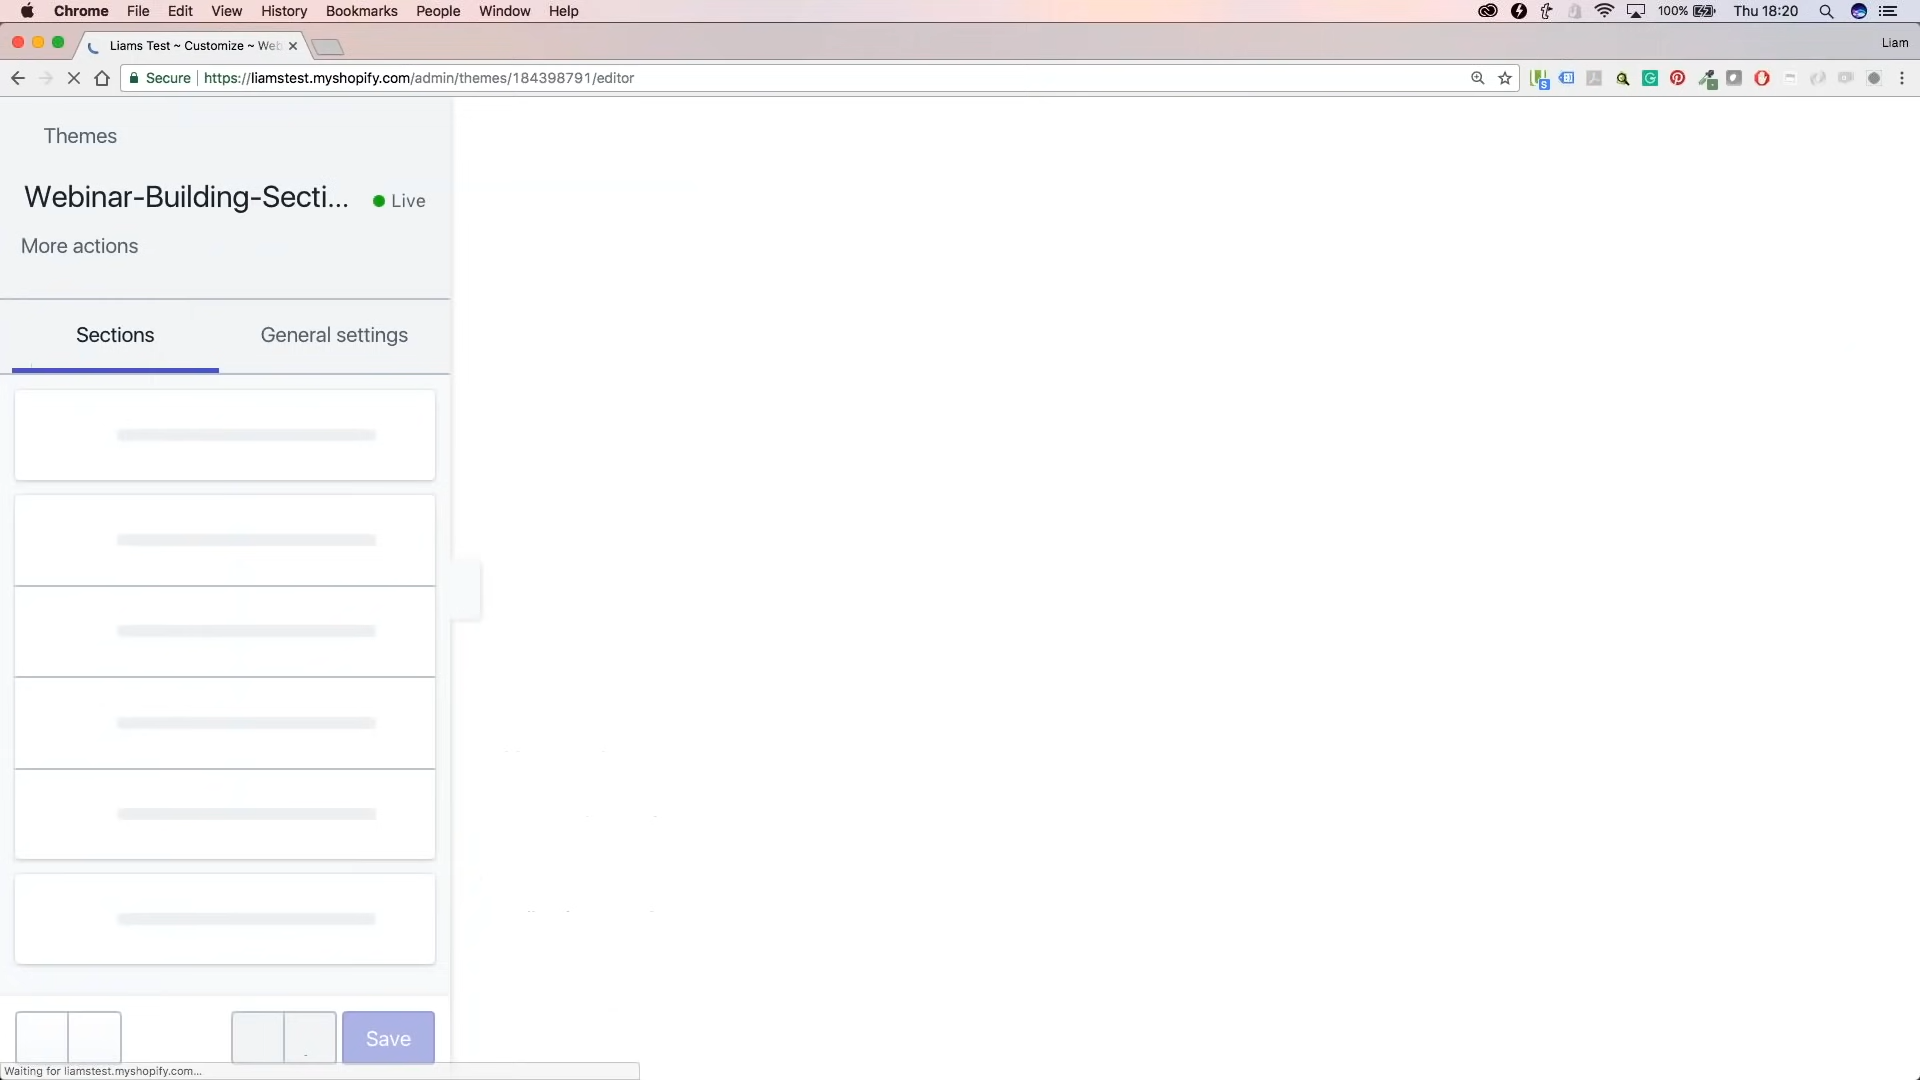 Chrome File Edit View History Bookmarks People Window Help 100% Thu 18:20
Liams Test ~ Customize ~ Web Liam
Secure https://liamstest.myshopify.com/admin/themes/184398791/editor
Themes
Webinar-Building-Secti... Live
More actions
Sections General settings
Save
Waiting for liamstest.myshopify.com...